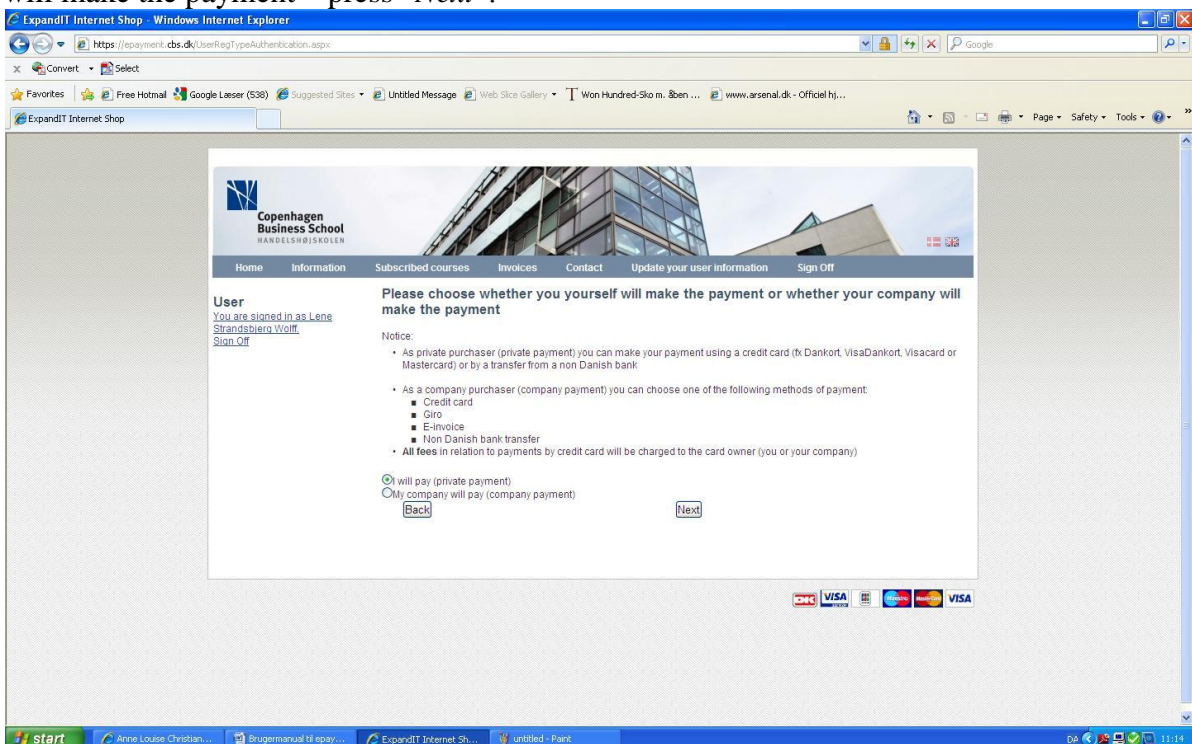 will make the payment – press “Next”.
ExpandIT Internet Shop - Windows Internet Explorer
https://epayment.cbs.dk/UserRegTypeAuthentication.aspx
Google
x Convert Select
Favorites Free Hotmail Google Læser (538) Suggested Sites Untitled Message Web Slice Gallery Won Hundred-Sko m. åben ... www.arsenal.dk - Officiel hj...
ExpandIT Internet Shop
Page Safety Tools
Copenhagen
Business School
HANDELSHØJSKOLEN
Home Information Subscribed courses Invoices Contact Update your user information Sign Off
User
You are signed in as Lene
Strandsbjerg Wolff.
Sign Off
Please choose whether you yourself will make the payment or whether your company will
make the payment
Notice:
• As private purchaser (private payment) you can make your payment using a credit card (fx Dankort, VisaDankort, Visacard or
Mastercard) or by a transfer from a non Danish bank
• As a company purchaser (company payment) you can choose one of the following methods of payment:
■ Credit card
■ Giro
■ E-invoice
■ Non Danish bank transfer
• All fees in relation to payments by credit card will be charged to the card owner (you or your company)
I will pay (private payment)
My company will pay (company payment)
Back Next
DK VISA Maestro MasterCard VISA
start Anne Louise Christian... Brugermanual til epay... ExpandIT Internet Sh... untitled - Paint DA 11:14